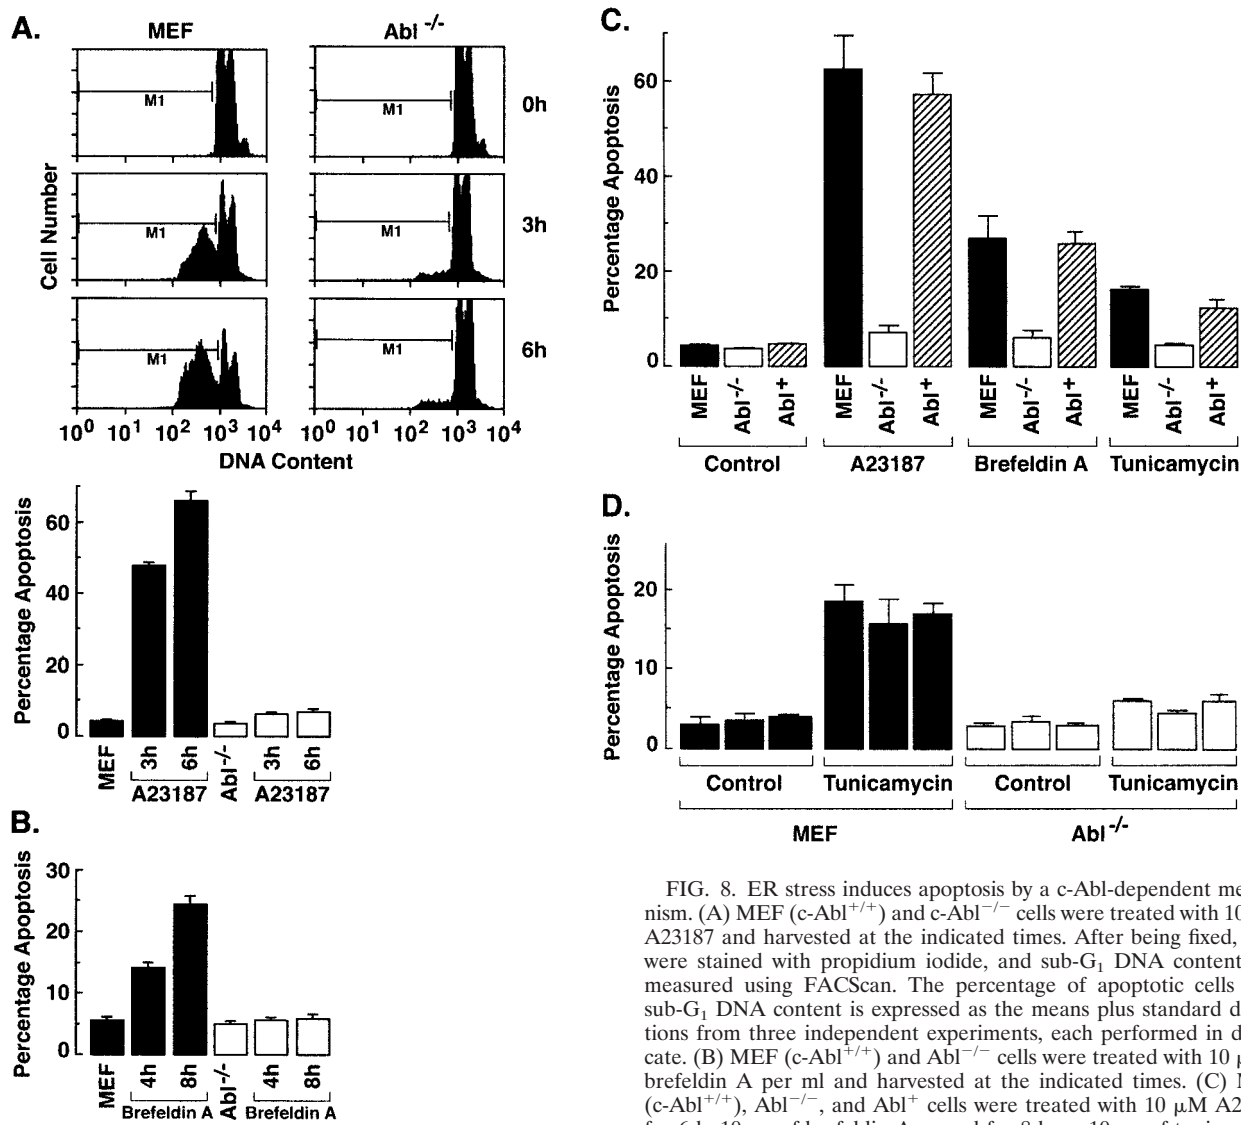 A.
MEF
Abl -/-
M1
M1
0h
M1
M1
3h
M1
M1
6h
Cell Number
10^0 10^1 10^2 10^3 10^4 10^0 10^1 10^2 10^3 10^4
DNA Content
Percentage Apoptosis
60
40
20
0
MEF 3h 6h Abl-/- 3h 6h
A23187 A23187
B.
Percentage Apoptosis
30
20
10
0
MEF 4h 8h Abl-/- 4h 8h
Brefeldin A Brefeldin A
C.
Percentage Apoptosis
60
40
20
0
MEF Abl-/- Abl+ MEF Abl-/- Abl+ MEF Abl-/- Abl+ MEF Abl-/- Abl+
Control A23187 Brefeldin A Tunicamycin
D.
Percentage Apoptosis
20
10
0
Control Tunicamycin Control Tunicamycin
MEF Abl -/-
FIG. 8. ER stress induces apoptosis by a c-Abl-dependent me
nism. (A) MEF (c-Abl+/+) and c-Abl−/− cells were treated with 10
A23187 and harvested at the indicated times. After being fixed,
were stained with propidium iodide, and sub-G1 DNA content
measured using FACScan. The percentage of apoptotic cells
sub-G1 DNA content is expressed as the means plus standard d
tions from three independent experiments, each performed in d
cate. (B) MEF (c-Abl+/+) and Abl−/− cells were treated with 10 μ
brefeldin A per ml and harvested at the indicated times. (C) M
(c-Abl+/+), Abl−/−, and Abl+ cells were treated with 10 μM A2